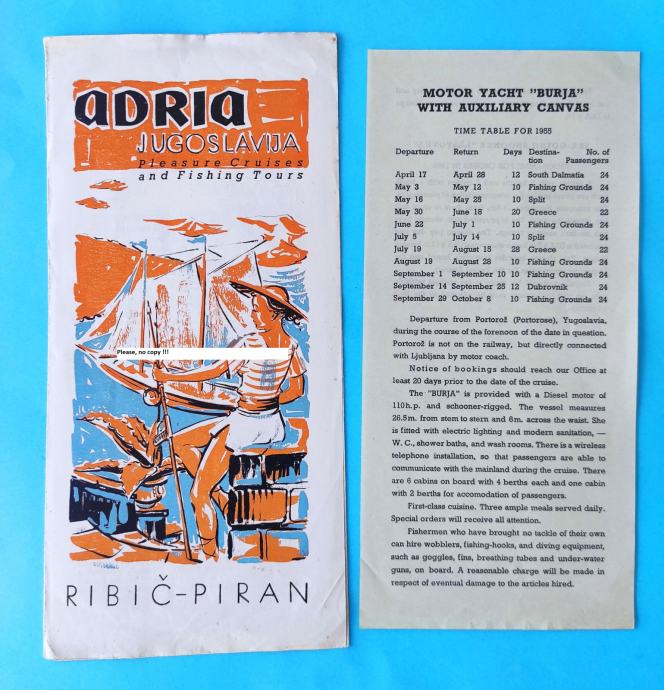 ADRIA
JUGOSLAVIJA
Pleasure Cruises
and Fishing Tours
Please, no copy !!!
RIBIČ-PIRAN
MOTOR YACHT "BURJA"
WITH AUXILIARY CANVAS
TIME TABLE FOR 1955
Departure Return Days Destina- No. of
tion Passengers
April 17 April 28 12 South Dalmatia 24
May 3 May 12 10 Fishing Grounds 24
May 16 May 25 10 Split 24
May 30 June 18 20 Greece 22
June 22 July 1 10 Fishing Grounds 24
July 5 July 14 10 Split 24
July 19 August 15 28 Greece 22
August 19 August 28 10 Fishing Grounds 24
September 1 September 10 10 Fishing Grounds 24
September 14 September 25 12 Dubrovnik 24
September 29 October 8 10 Fishing Grounds 24
Departure from Portorož (Portorose), Yugoslavia,
during the course of the forenoon of the date in question.
Portorož is not on the railway, but directly connected
with Ljubljana by motor coach.
Notice of bookings should reach our Office at
least 20 days prior to the date of the cruise.
The "BURJA" is provided with a Diesel motor of
110h.p. and schooner-rigged. The vessel measures
26.5m. from stem to stern and 6m. across the waist. She
is fitted with electric lighting and modern sanitation, —
W. C., shower baths, and wash rooms. There is a wireless
telephone installation, so that passengers are able to
communicate with the mainland during the cruise. There
are 6 cabins on board with 4 berths each and one cabin
with 2 berths for accomodation of passengers.
First-class cuisine. Three ample meals served daily.
Special orders will receive all attention.
Fishermen who have brought no tackle of their own
can hire wobblers, fishing-hooks, and diving equipment,
such as goggles, fins, breathing tubes and under-water
guns, on board. A reasonable charge will be made in
respect of eventual damage to the articles hired.